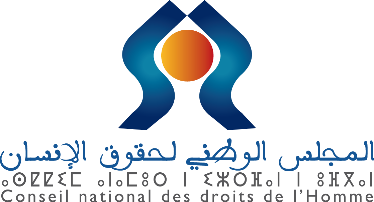 المجلس الوطني لحقوق الإنسان
ⴰⵙⵇⵇⵉⵎ ⴰⵏⴰⵎⵓⵔ ⵏ ⵉⵣⵔⴼⴰⵏ ⵏ ⵓⴼⴳⴰⵏ
Conseil national des droits de l'Homme